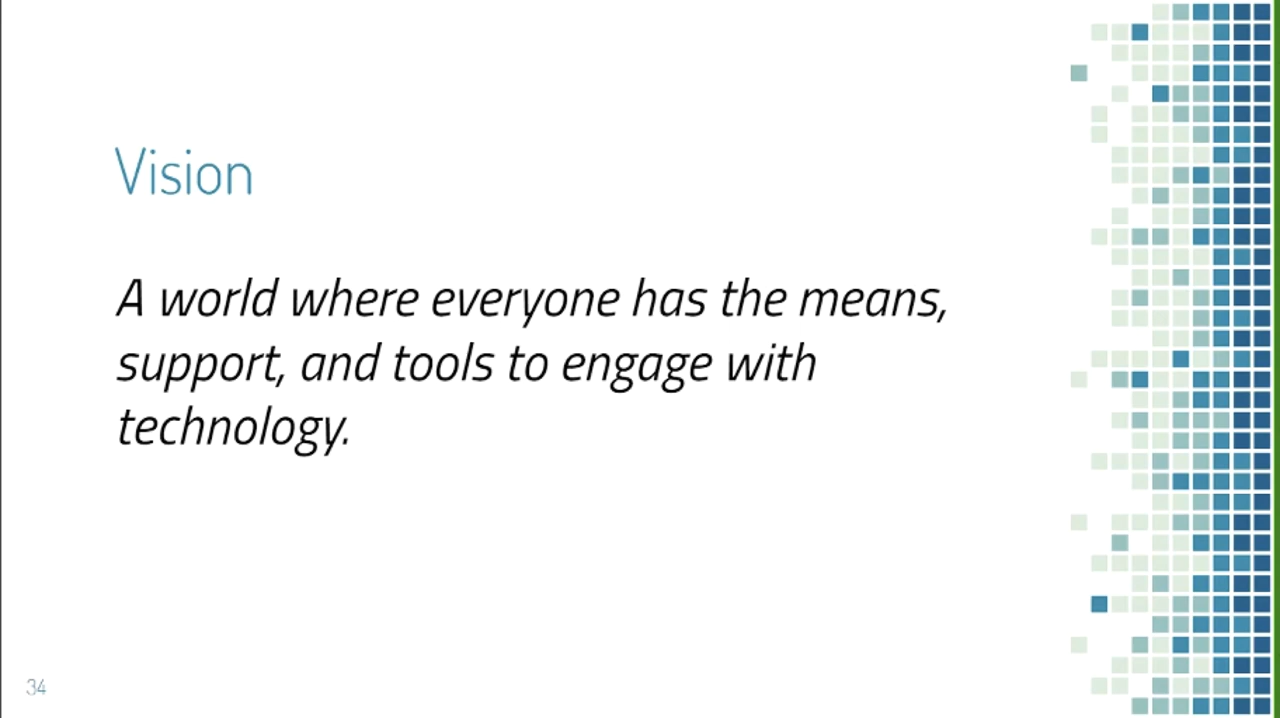 Vision
A world where everyone has the means,
support, and tools to engage with
technology.
34